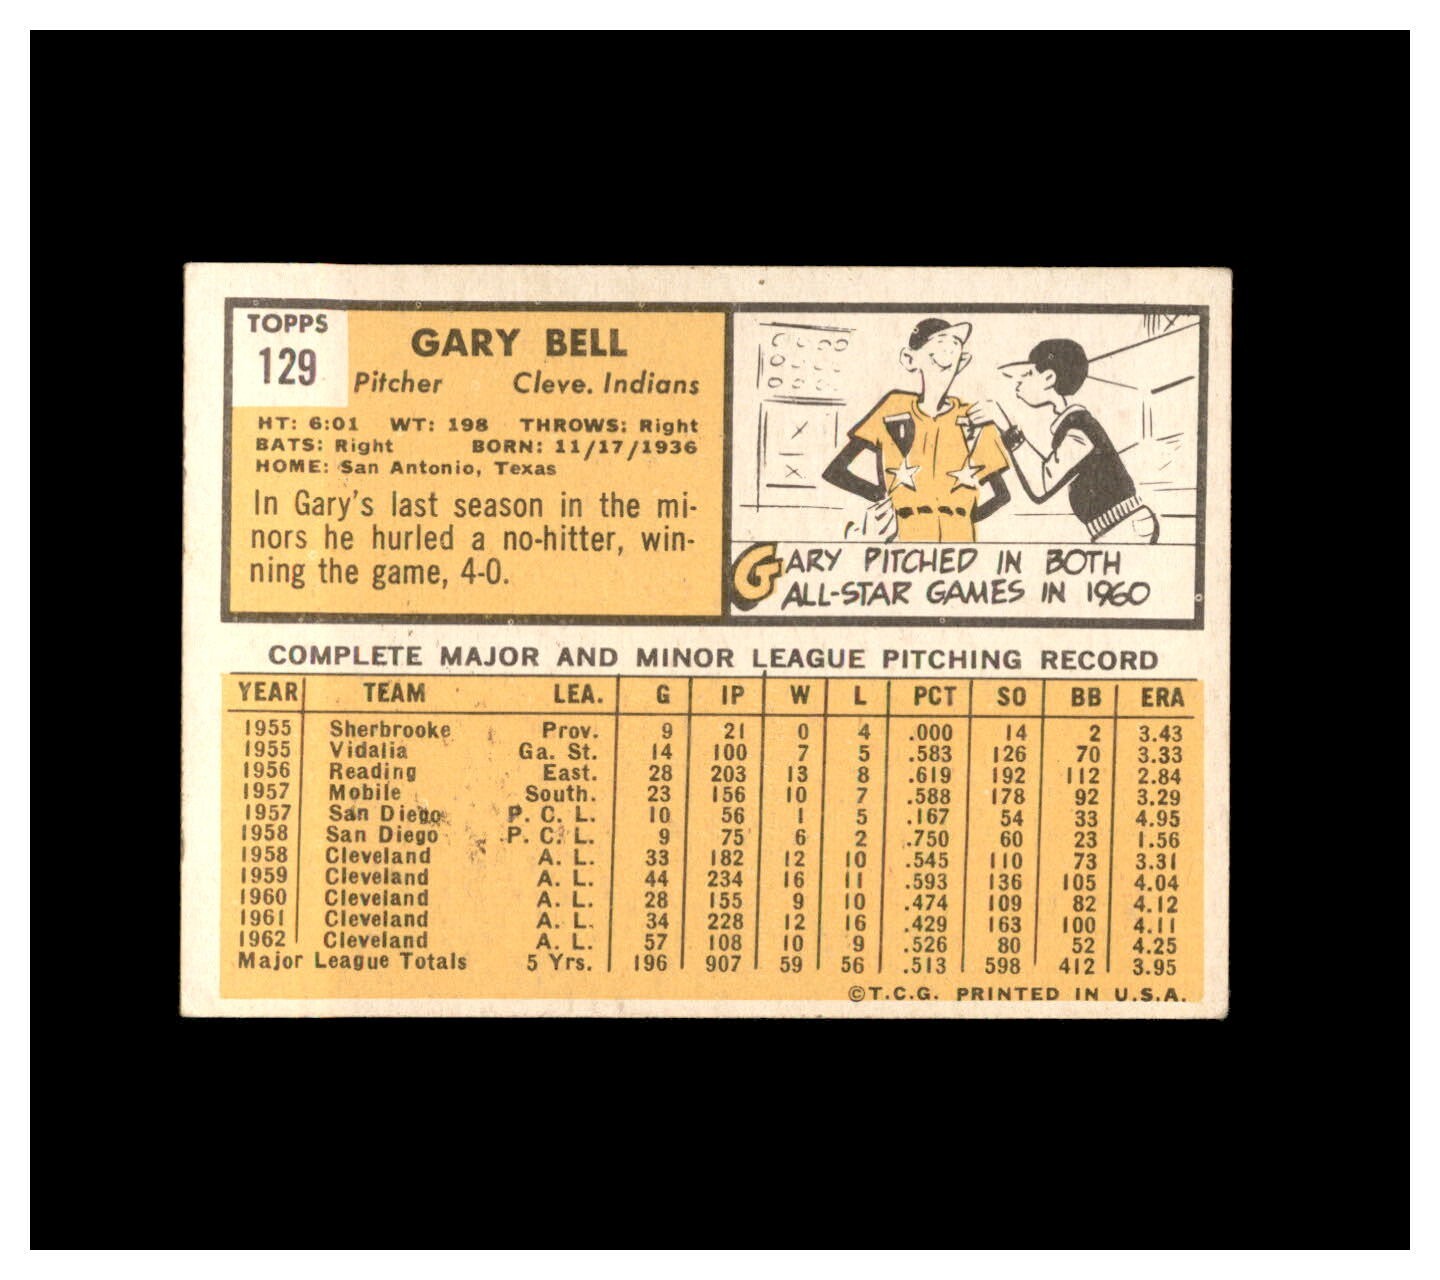 TOPPS
129
GARY BELL
Pitcher Cleve. Indians
HT: 6:01 WT: 198 THROWS: Right
BATS: Right BORN: 11/17/1936
HOME: San Antonio, Texas
In Gary's last season in the mi-
nors he hurled a no-hitter, win-
ning the game, 4-0.
GARY PITCHED IN BOTH
ALL-STAR GAMES IN 1960
COMPLETE MAJOR AND MINOR LEAGUE PITCHING RECORD
YEAR TEAM LEA. G IP W L PCT SO BB ERA
1955 Sherbrooke Prov. 9 21 0 4 .000 14 2 3.43
1955 Vidalia Ga. St. 14 100 7 5 .583 126 70 3.33
1956 Reading East. 28 203 13 8 .619 192 112 2.84
1957 Mobile South. 23 156 10 7 .588 178 92 3.29
1957 San Diego P. C. L. 10 56 1 5 .167 54 33 4.95
1958 San Diego P. C. L. 9 75 6 2 .750 60 23 1.56
1958 Cleveland A. L. 33 182 12 10 .545 110 73 3.31
1959 Cleveland A. L. 44 234 16 11 .593 136 105 4.04
1960 Cleveland A. L. 28 155 9 10 .474 109 82 4.12
1961 Cleveland A. L. 34 228 12 16 .429 163 100 4.11
1962 Cleveland A. L. 57 108 10 9 .526 80 52 4.25
Major League Totals 5 Yrs. 196 907 59 56 .513 598 412 3.95
©T.C.G. PRINTED IN U.S.A.